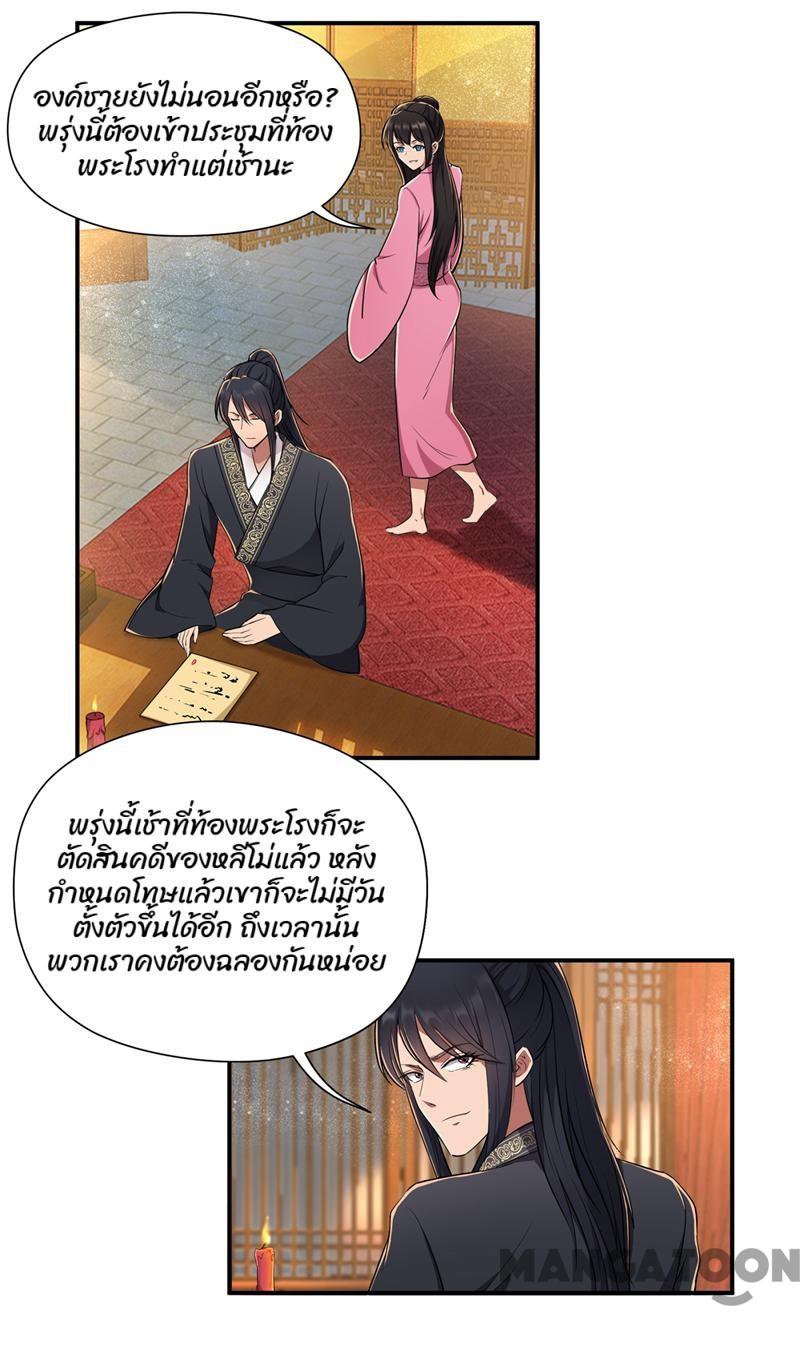 องค์ชายยังไม่นอนอีกหรือ?
พรุ่งนี้ต้องเข้าประชุมที่ท้อง
พระโรงทำแต่เช้านะ
พรุ่งนี้เช้าที่ท้องพระโรงก็จะ
ตัดสินคดีของหลีโม่แล้ว หลัง
กำหนดโทษแล้วเขาก็จะไม่มีวัน
ตั้งตัวขึ้นได้อีก ถึงเวลานั้น
พวกเราคงต้องฉลองกันหน่อย
MANGATOON